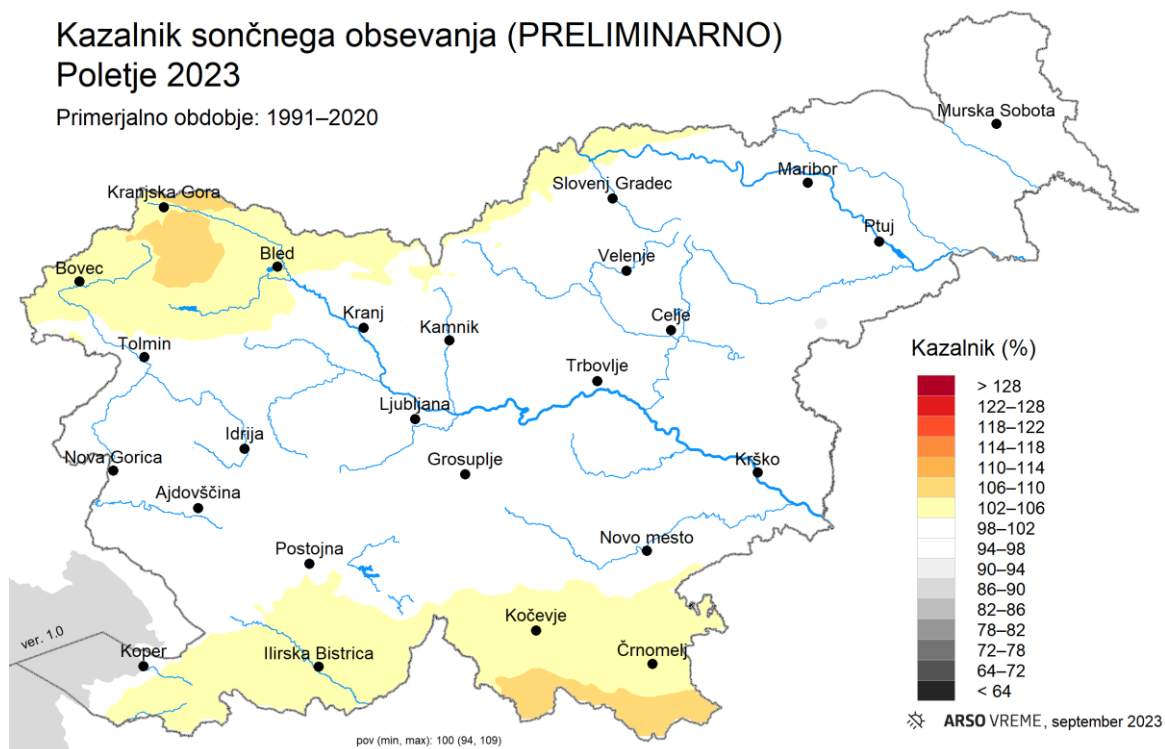 Kazalnik sončnega obsevanja (PRELIMINARNO)
Poletje 2023
Primerjalno obdobje: 1991–2020
Murska Sobota
Maribor
Slovenj Gradec
Kranjska Gora
Ptuj
Bled
Velenje
Bovec
Kranj
Kamnik
Celje
Tolmin
Trbovlje
Ljubljana
Idrija
Nova Gorica
Grosuplje
Krško
Ajdovščina
Novo mesto
Postojna
Kočevje
ver. 1.0
Koper
Ilirska Bistrica
Črnomelj
Kazalnik (%)
> 128
122–128
118–122
114–118
110–114
106–110
102–106
98–102
94–98
90–94
86–90
82–86
78–82
72–78
64–72
< 64
ARSO VREME, september 2023
pov (min, max): 100 (94, 109)